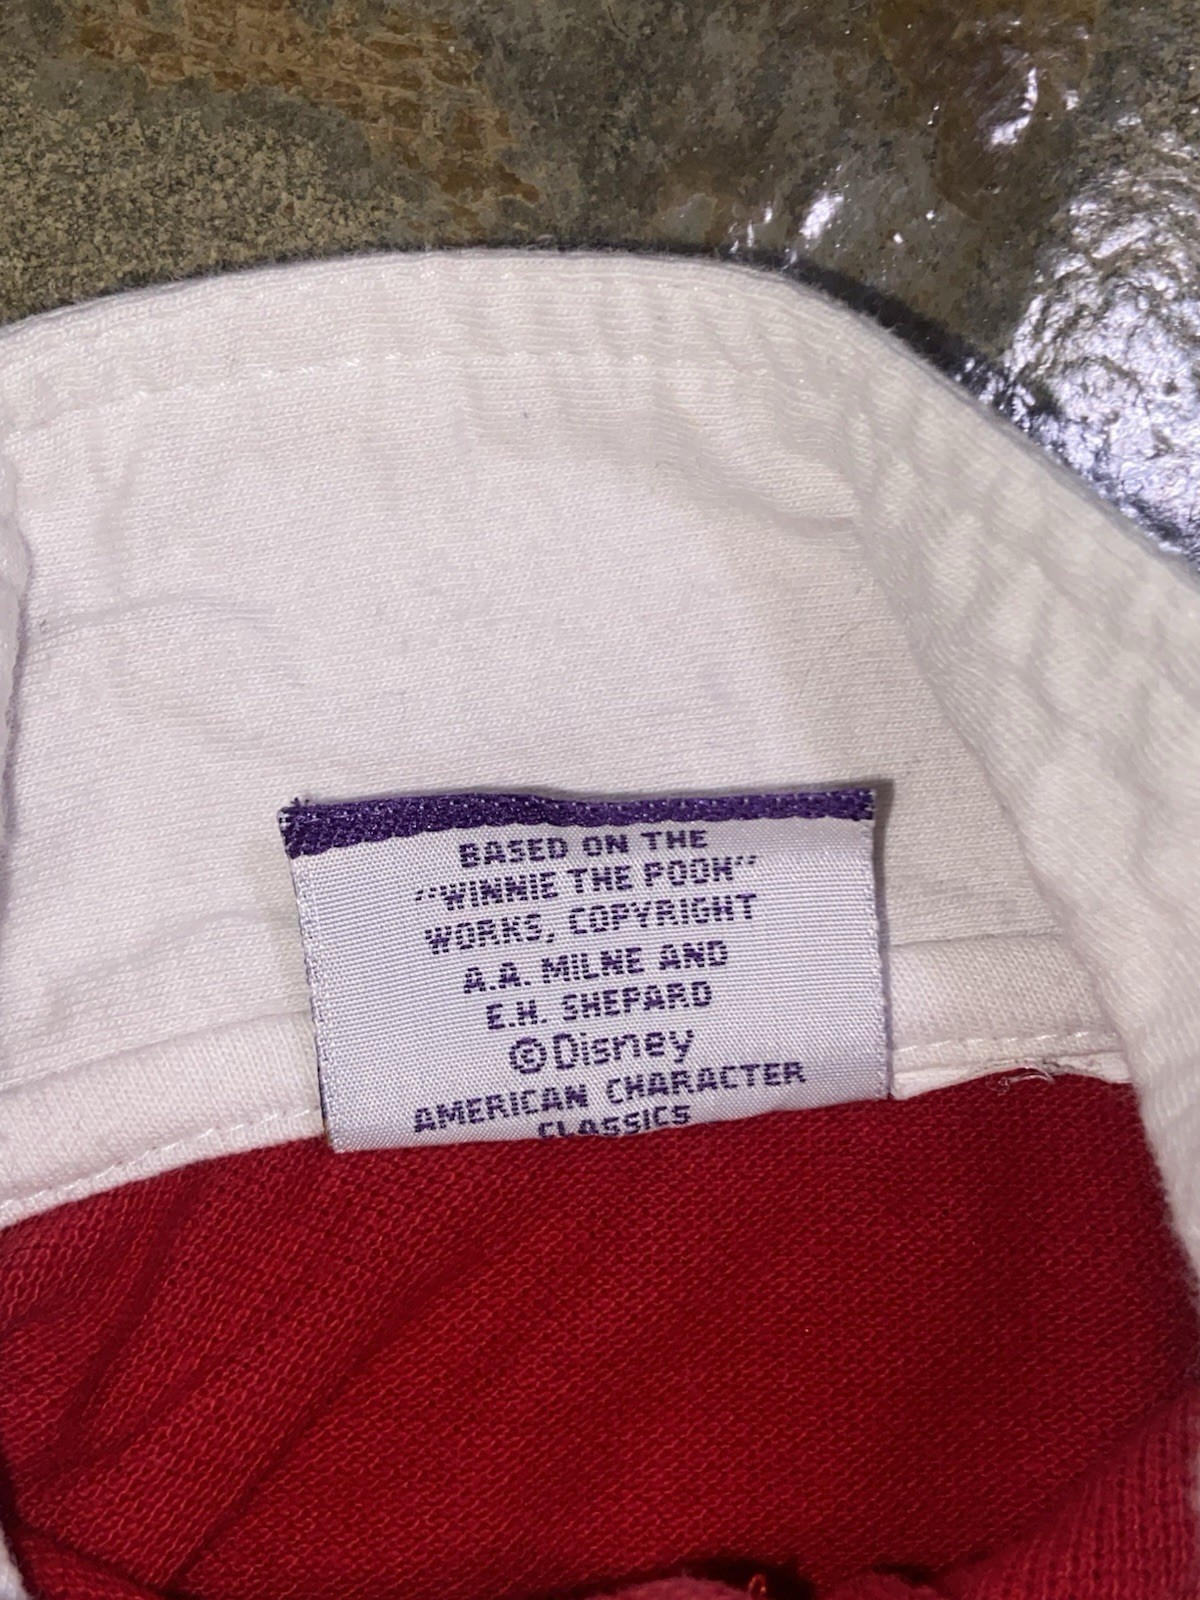 BASED ON THE
"WINNIE THE POOH"
WORKS, COPYRIGHT
A.A. MILNE AND
E.H. SHEPARD
©Disney
AMERICAN CHARACTER
CLASSICS